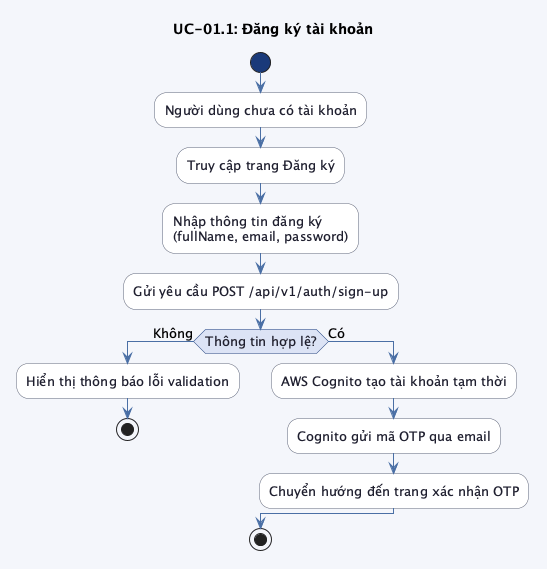 UC-01.1: Đăng ký tài khoản
Người dùng chưa có tài khoản
Truy cập trang Đăng ký
Nhập thông tin đăng ký
(fullName, email, password)
Gửi yêu cầu POST /api/v1/auth/sign-up
Không
Thông tin hợp lệ?
Có
Hiển thị thông báo lỗi validation
AWS Cognito tạo tài khoản tạm thời
Cognito gửi mã OTP qua email
Chuyển hướng đến trang xác nhận OTP